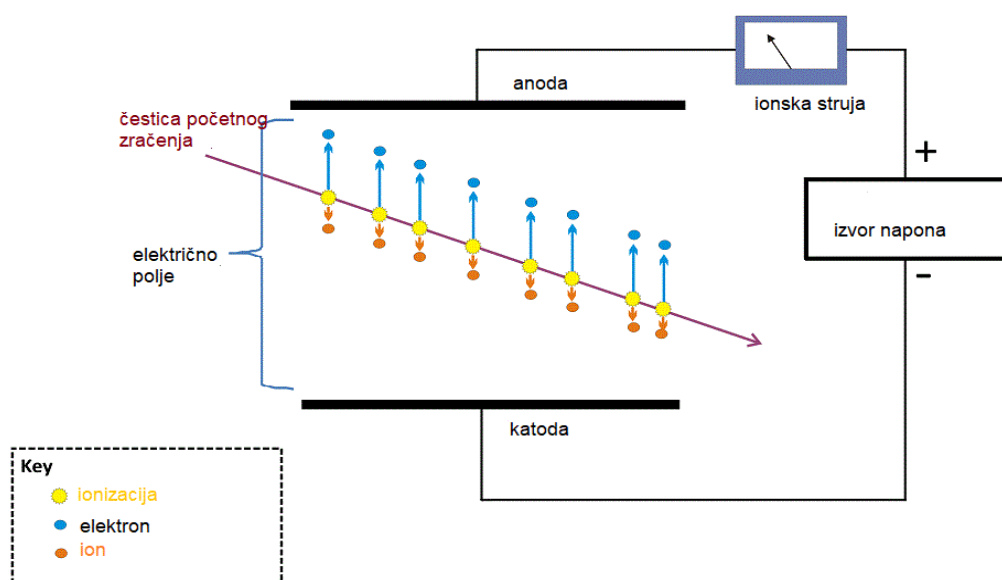 anoda
ionska struja
čestica početnog
zračenja
+
izvor napona
-
električno
polje
katoda
Key
ionizacija
elektron
ion